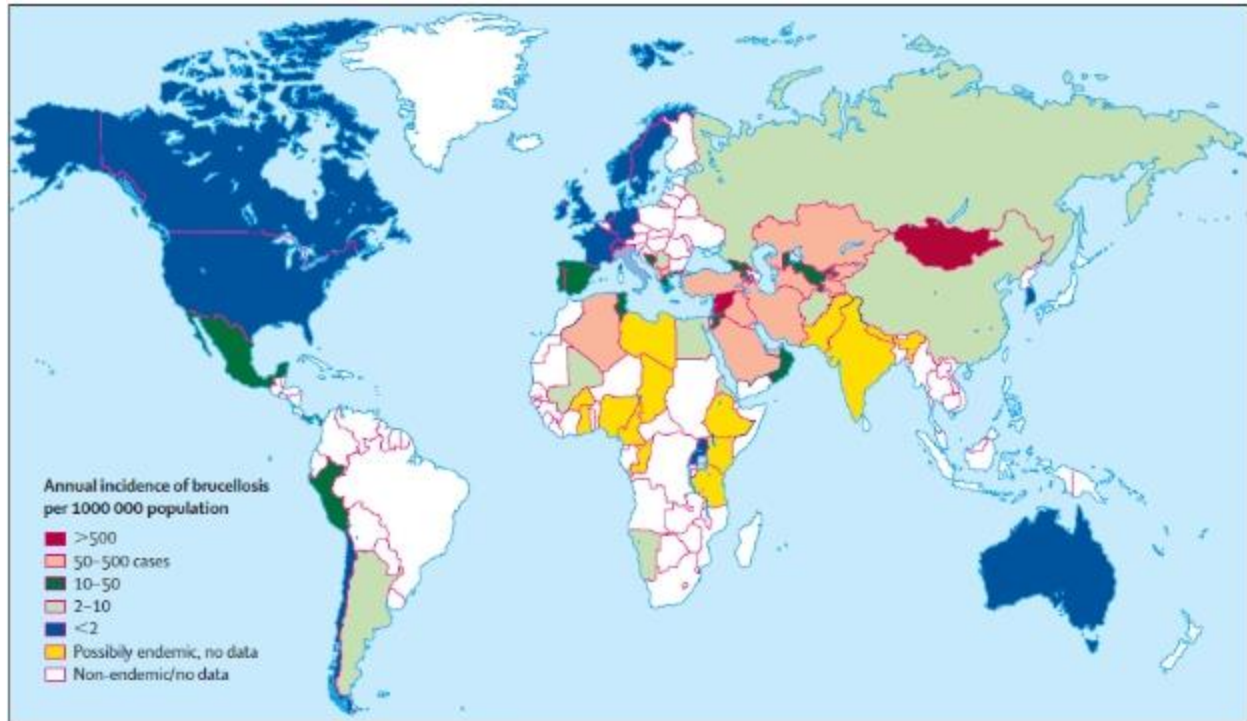 Annual incidence of brucellosis
per 1000 000 population
>500
50–500 cases
10–50
2–10
<2
Possibily endemic, no data
Non-endemic/no data